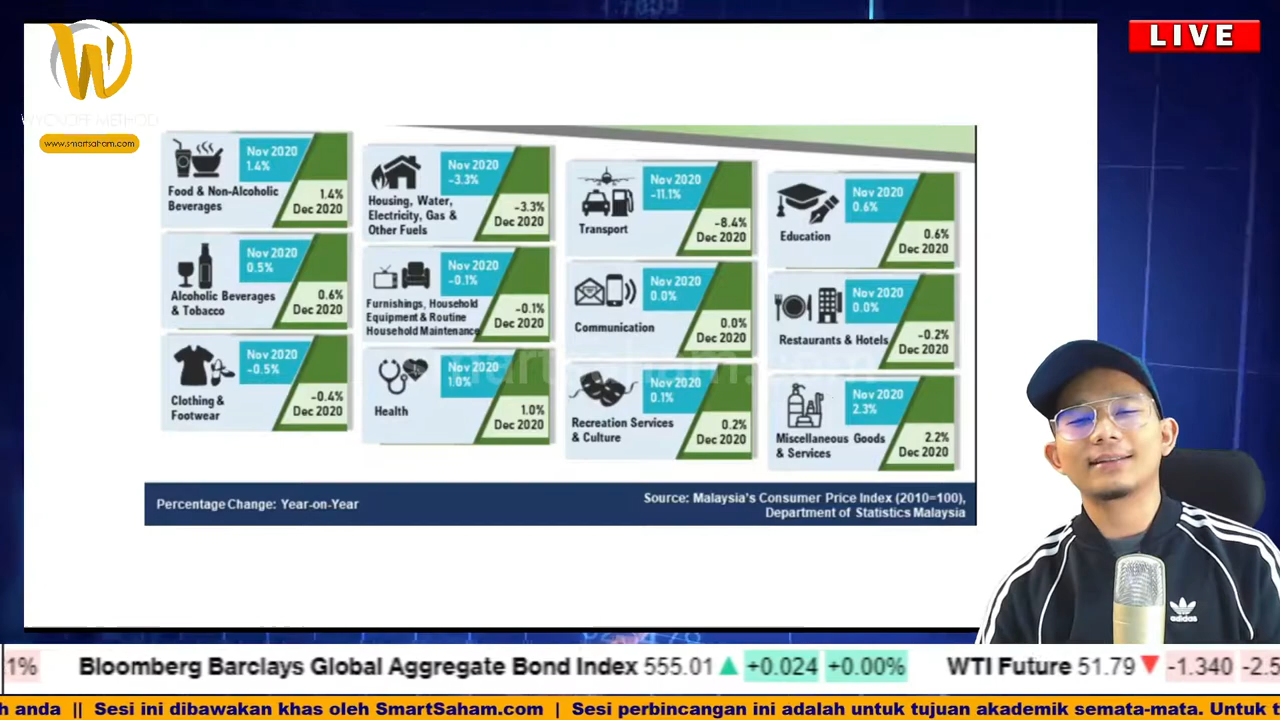 W
WYCKOFF METHOD
www.smartsaham.com
LIVE
Nov 2020
1.4%
Food & Non-Alcoholic
Beverages
1.4%
Dec 2020
Nov 2020
-3.3%
Housing, Water,
Electricity, Gas &
Other Fuels
-3.3%
Dec 2020
Nov 2020
-11.1%
Transport
-8.4%
Dec 2020
Nov 2020
0.6%
Education
0.6%
Dec 2020
Nov 2020
0.5%
Alcoholic Beverages
& Tobacco
0.6%
Dec 2020
Nov 2020
-0.1%
Furnishings, Household
Equipment & Routine
Household Maintenance
-0.1%
Dec 2020
Nov 2020
0.0%
Communication
0.0%
Dec 2020
Nov 2020
0.0%
Restaurants & Hotels
-0.2%
Dec 2020
Nov 2020
-0.5%
Clothing &
Footwear
-0.4%
Dec 2020
Nov 2020
1.0%
Health
1.0%
Dec 2020
Nov 2020
0.1%
Recreation Services
& Culture
0.2%
Dec 2020
Nov 2020
2.3%
Miscellaneous Goods
& Services
2.2%
Dec 2020
Percentage Change: Year-on-Year
Source: Malaysia's Consumer Price Index (2010=100),
Department of Statistics Malaysia
adidas
1% Bloomberg Barclays Global Aggregate Bond Index 555.01 ▲ +0.024 +0.00% WTI Future 51.79 ▼ -1.340 -2.5
h anda || Sesi ini dibawakan khas oleh SmartSaham.com | Sesi perbincangan ini adalah untuk tujuan akademik semata-mata. Untuk t